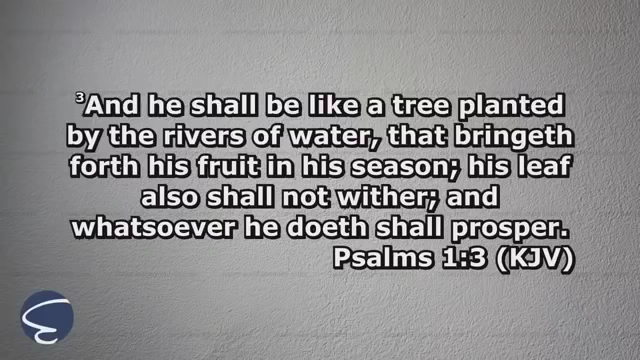 ³And he shall be like a tree planted
by the rivers of water, that bringeth
forth his fruit in his season; his leaf
also shall not wither; and
whatsoever he doeth shall prosper.
Psalms 1:3 (KJV)